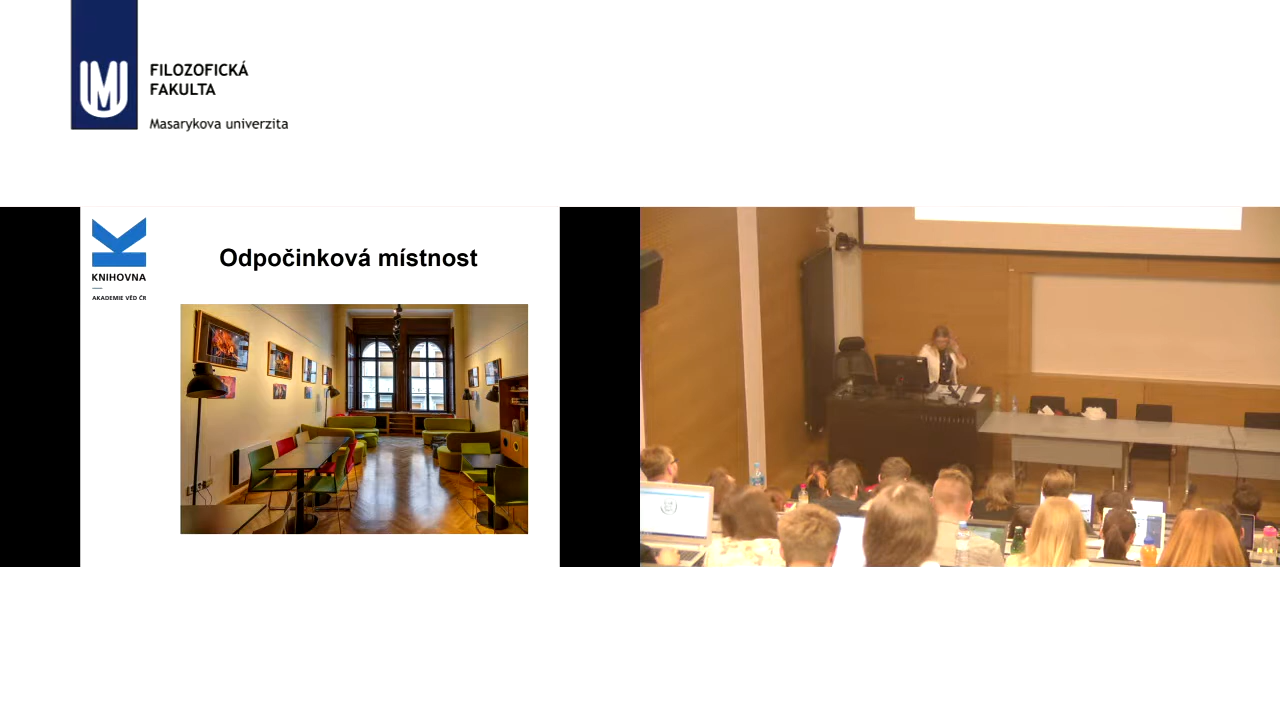 FILOZOFICKÁ
FAKULTA
Masarykova univerzita
KNIHOVNA
AKADEMIE VĚD ČR
Odpočinková místnost